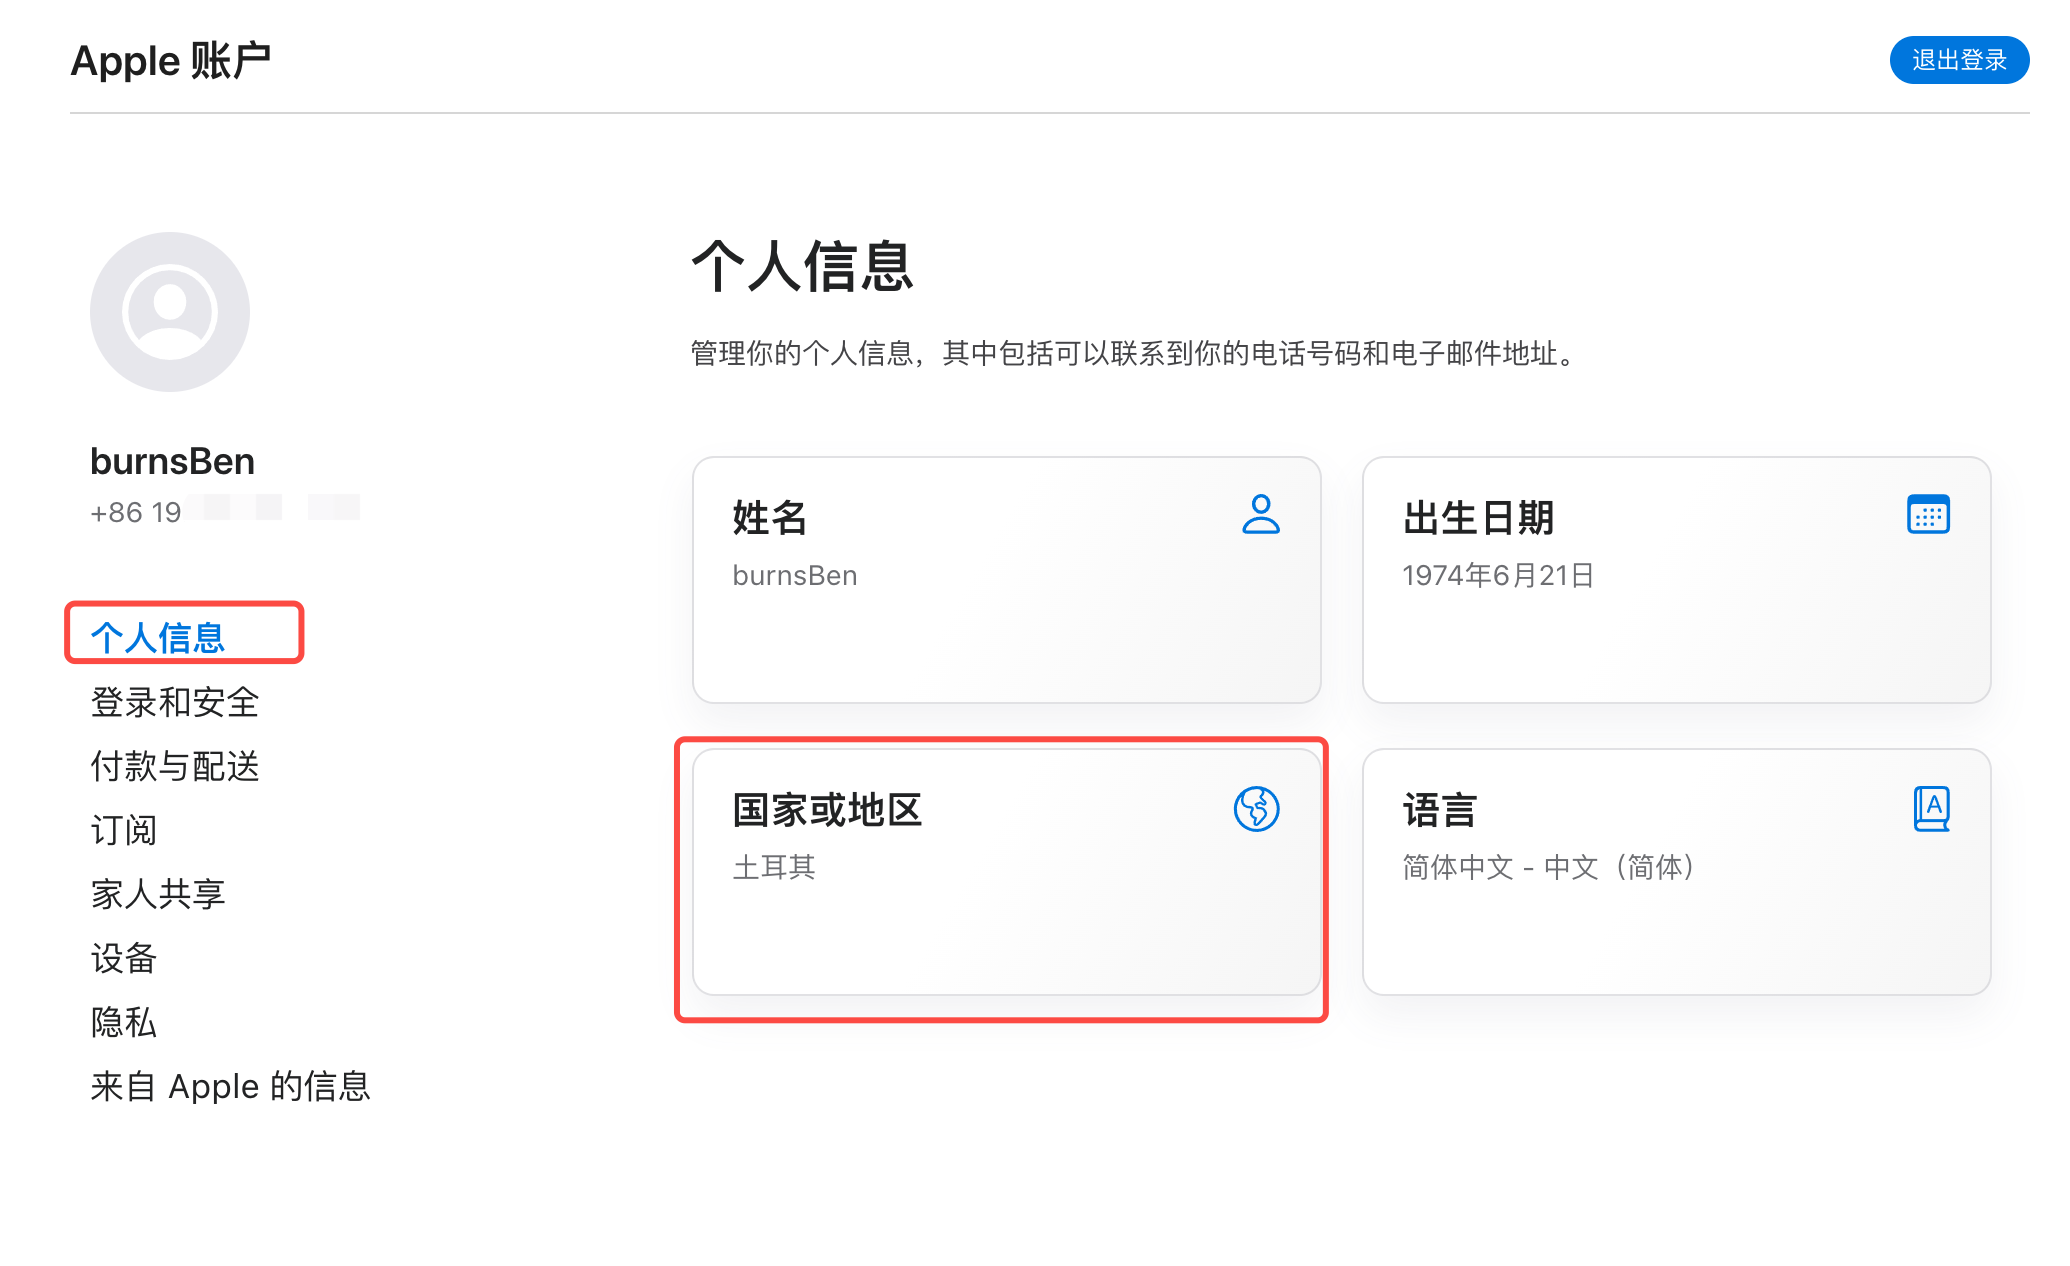 Apple 账户
退出登录
burnsBen
+86 19
个人信息
登录和安全
付款与配送
订阅
家人共享
设备
隐私
来自 Apple 的信息
个人信息
管理你的个人信息，其中包括可以联系到你的电话号码和电子邮件地址。
姓名
burnsBen
出生日期
1974年6月21日
国家或地区
土耳其
语言
简体中文 - 中文（简体）